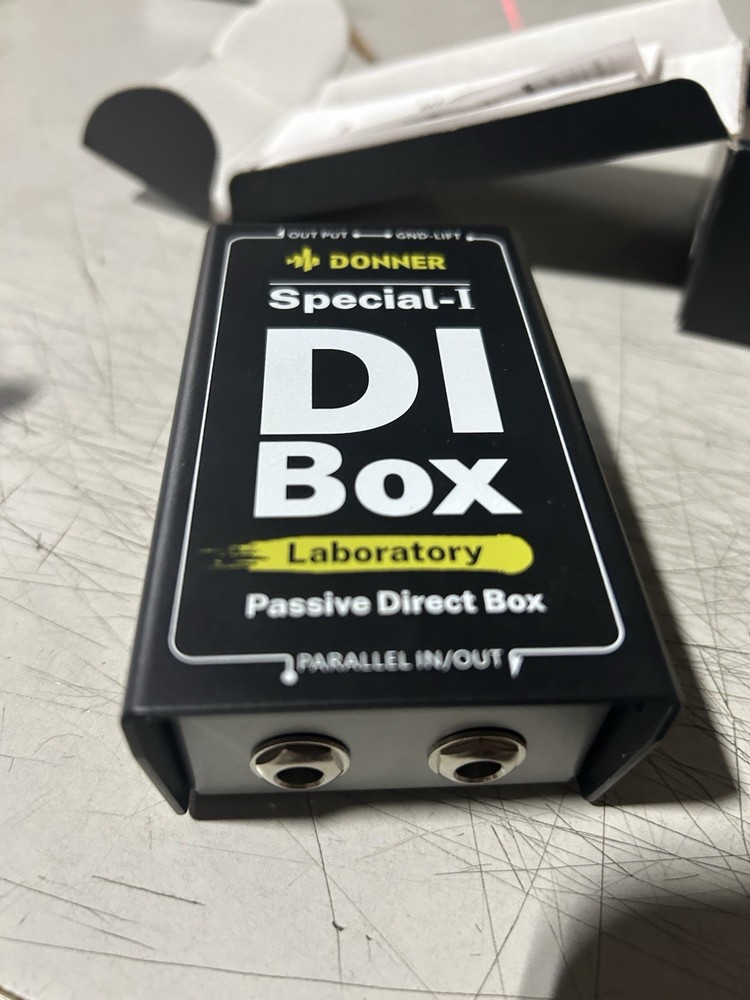 OUT PUT GND-LIFT
DONNER
Special-I
DI
Box
Laboratory
Passive Direct Box
PARALLEL IN/OUT